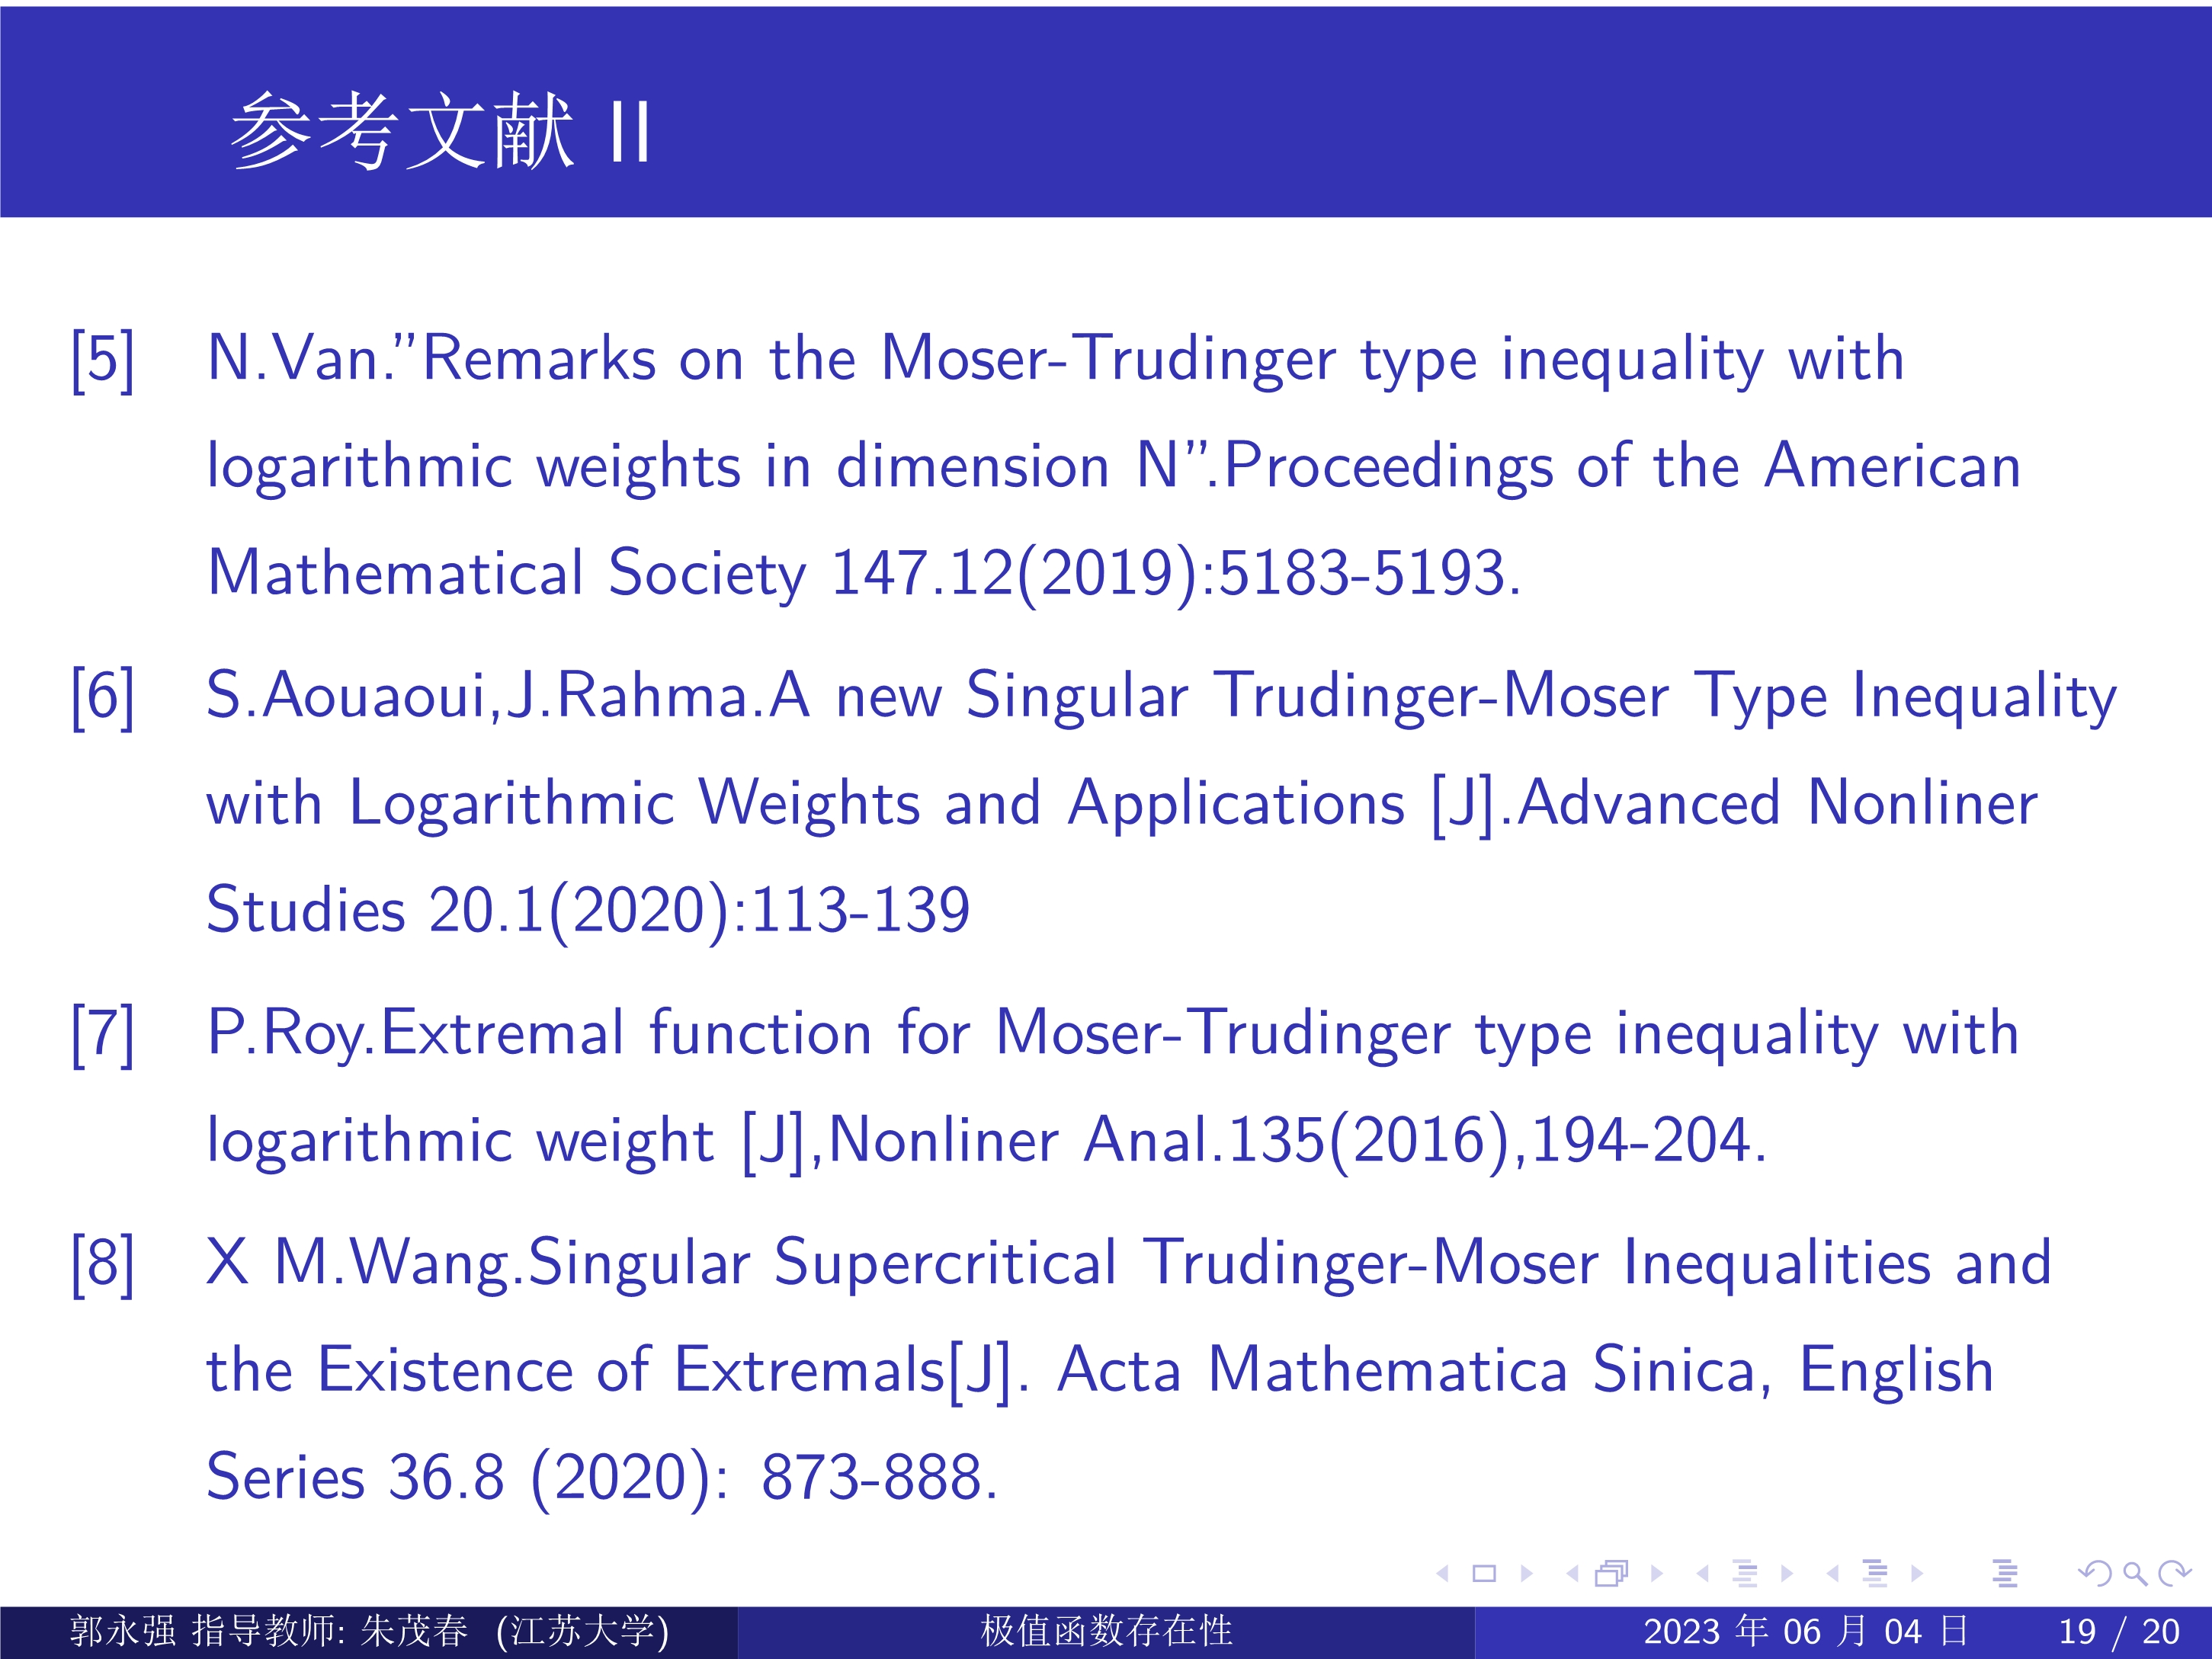 参考文献 II
[5] N.Van.”Remarks on the Moser-Trudinger type inequality with
logarithmic weights in dimension N”.Proceedings of the American
Mathematical Society 147.12(2019):5183-5193.
[6] S.Aouaoui,J.Rahma.A new Singular Trudinger-Moser Type Inequality
with Logarithmic Weights and Applications [J].Advanced Nonliner
Studies 20.1(2020):113-139
[7] P.Roy.Extremal function for Moser-Trudinger type inequality with
logarithmic weight [J],Nonliner Anal.135(2016),194-204.
[8] X M.Wang.Singular Supercritical Trudinger-Moser Inequalities and
the Existence of Extremals[J]. Acta Mathematica Sinica, English
Series 36.8 (2020): 873-888.
郭永强 指导教师: 朱茂春 (江苏大学) 极值函数存在性 2023 年 06 月 04 日 19 / 20